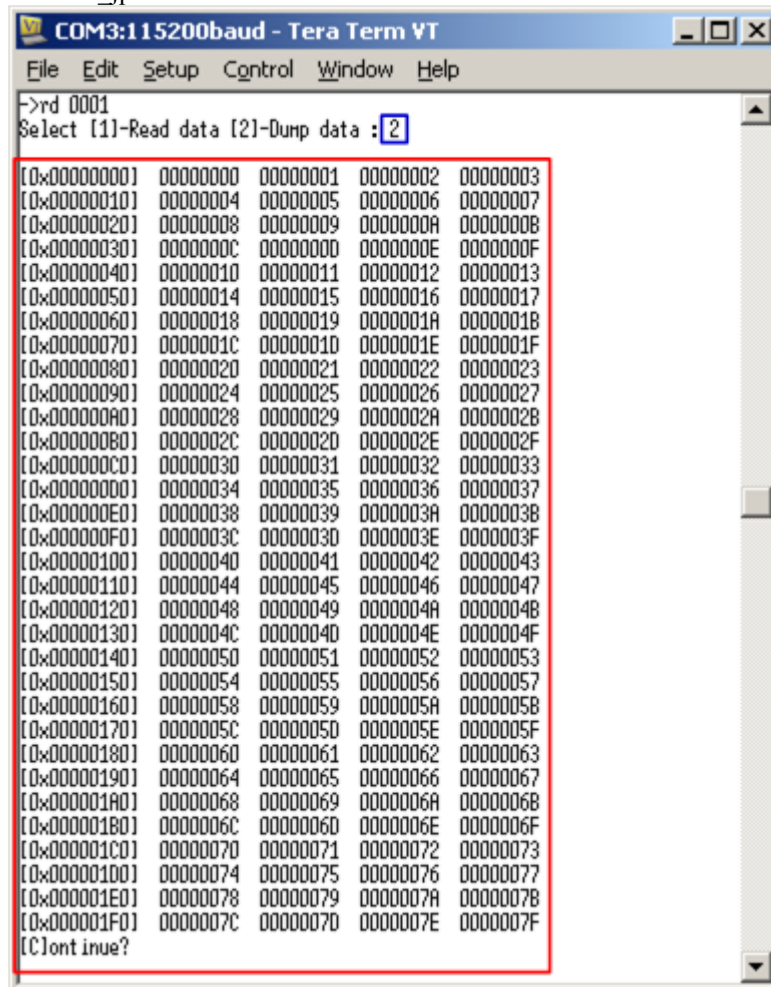 COM3:115200baud - Tera Term VT
File Edit Setup Control Window Help
->rd 0001
Select [1]-Read data [2]-Dump data :2
[0x00000000] 00000000 00000001 00000002 00000003
[0x00000010] 00000004 00000005 00000006 00000007
[0x00000020] 00000008 00000009 0000000A 0000000B
[0x00000030] 0000000C 0000000D 0000000E 0000000F
[0x00000040] 00000010 00000011 00000012 00000013
[0x00000050] 00000014 00000015 00000016 00000017
[0x00000060] 00000018 00000019 0000001A 0000001B
[0x00000070] 0000001C 0000001D 0000001E 0000001F
[0x00000080] 00000020 00000021 00000022 00000023
[0x00000090] 00000024 00000025 00000026 00000027
[0x000000A0] 00000028 00000029 0000002A 0000002B
[0x000000B0] 0000002C 0000002D 0000002E 0000002F
[0x000000C0] 00000030 00000031 00000032 00000033
[0x000000D0] 00000034 00000035 00000036 00000037
[0x000000E0] 00000038 00000039 0000003A 0000003B
[0x000000F0] 0000003C 0000003D 0000003E 0000003F
[0x00000100] 00000040 00000041 00000042 00000043
[0x00000110] 00000044 00000045 00000046 00000047
[0x00000120] 00000048 00000049 0000004A 0000004B
[0x00000130] 0000004C 0000004D 0000004E 0000004F
[0x00000140] 00000050 00000051 00000052 00000053
[0x00000150] 00000054 00000055 00000056 00000057
[0x00000160] 00000058 00000059 0000005A 0000005B
[0x00000170] 0000005C 0000005D 0000005E 0000005F
[0x00000180] 00000060 00000061 00000062 00000063
[0x00000190] 00000064 00000065 00000066 00000067
[0x000001A0] 00000068 00000069 0000006A 0000006B
[0x000001B0] 0000006C 0000006D 0000006E 0000006F
[0x000001C0] 00000070 00000071 00000072 00000073
[0x000001D0] 00000074 00000075 00000076 00000077
[0x000001E0] 00000078 00000079 0000007A 0000007B
[0x000001F0] 0000007C 0000007D 0000007E 0000007F
[C]ontinue?